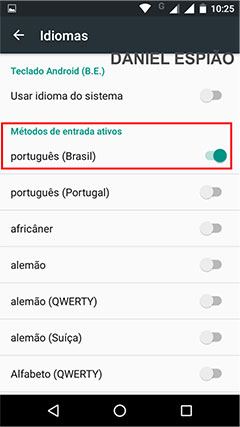 G 10:25
Idiomas
DANIEL ESPIÃO
Teclado Android (B.E.)
Usar idioma do sistema
Métodos de entrada ativos
português (Brasil)
português (Portugal)
africâner
alemão
alemão (QWERTY)
alemão (Suíça)
Alfabeto (QWERTY)